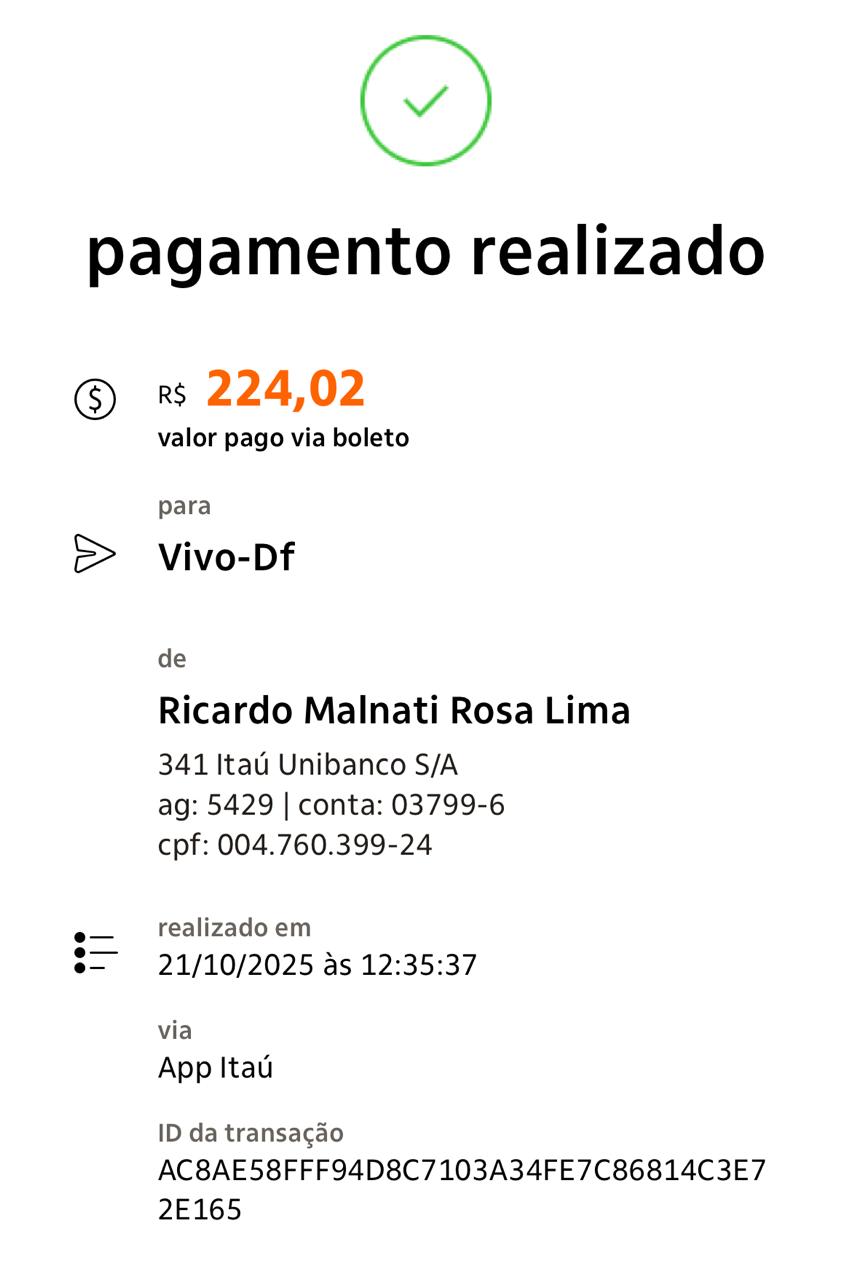 pagamento realizado
R$ 224,02
valor pago via boleto
para
Vivo-Df
de
Ricardo Malnati Rosa Lima
341 Itaú Unibanco S/A
ag: 5429 | conta: 03799-6
cpf: 004.760.399-24
realizado em
21/10/2025 às 12:35:37
via
App Itaú
ID da transação
AC8AE58FFF94D8C7103A34FE7C86814C3E7
2E165